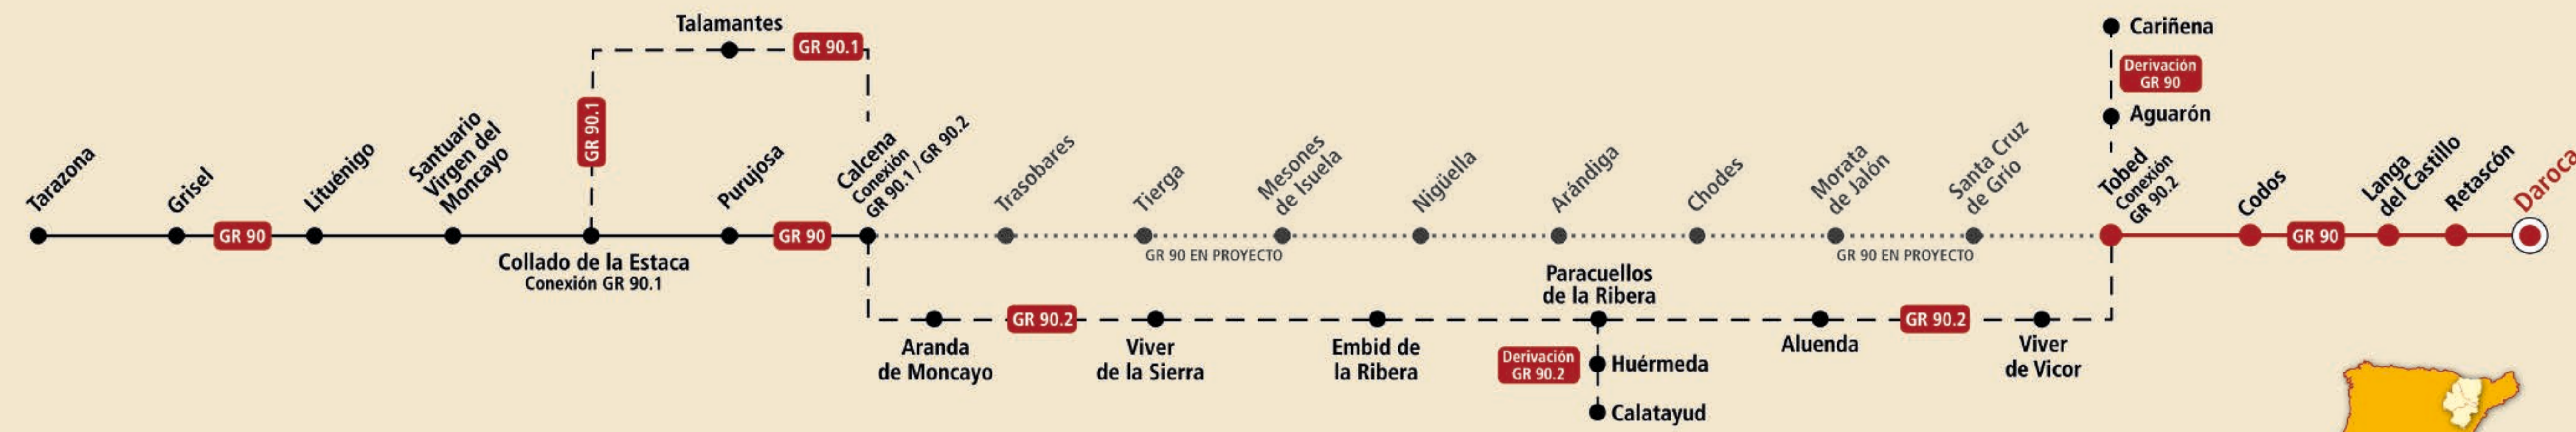 Talamantes
GR 90.1
GR 90.1
Tarazona
Grisel
GR 90
Lituénigo
Santuario
Virgen del
Moncayo
Collado de la Estaca
Conexión GR 90.1
Purujosa
GR 90
Calcena
Conexión
GR 90.1 / GR 90.2
Trasobares
Tierga
GR 90 EN PROYECTO
Mesones
de Isuela
Nigüella
Arándiga
Chodes
Morata
de Jalón
GR 90 EN PROYECTO
Santa Cruz
de Grío
Cariñena
Derivación
GR 90
Aguarón
Tobed
Conexión
GR 90.2
Codos
GR 90
Langa
del Castillo
Retascón
Daroca
Aranda
de Moncayo
GR 90.2
Viver
de la Sierra
Embid de
la Ribera
Paracuellos
de la Ribera
Derivación
GR 90.2
Huérmeda
Calatayud
Aluenda
GR 90.2
Viver
de Vicor